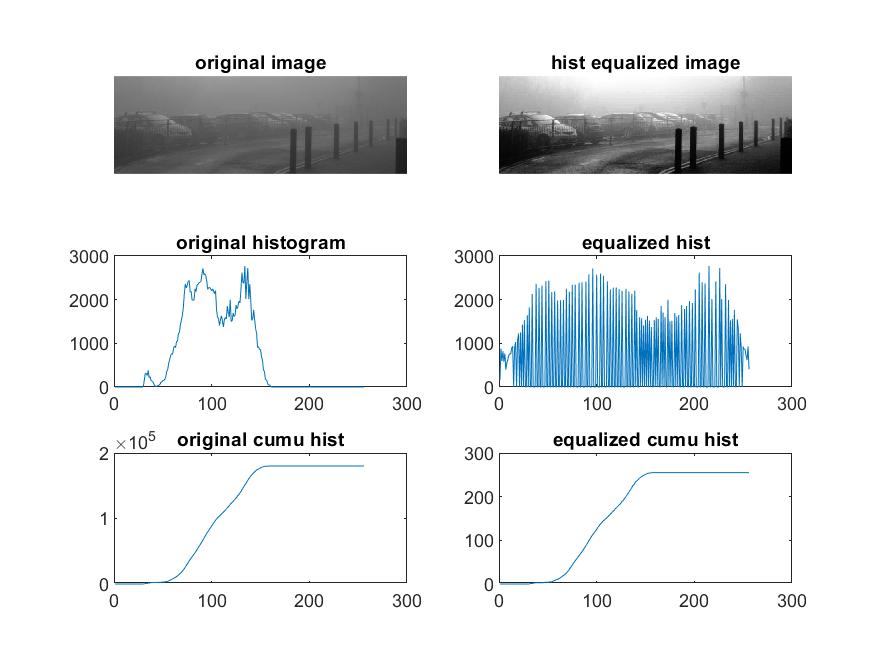 original image
hist equalized image
original histogram
3000
2000
1000
0
0 100 200 300
equalized hist
3000
2000
1000
0
0 100 200 300
×10^5 original cumu hist
2
1
0
0 100 200 300
equalized cumu hist
300
200
100
0
0 100 200 300